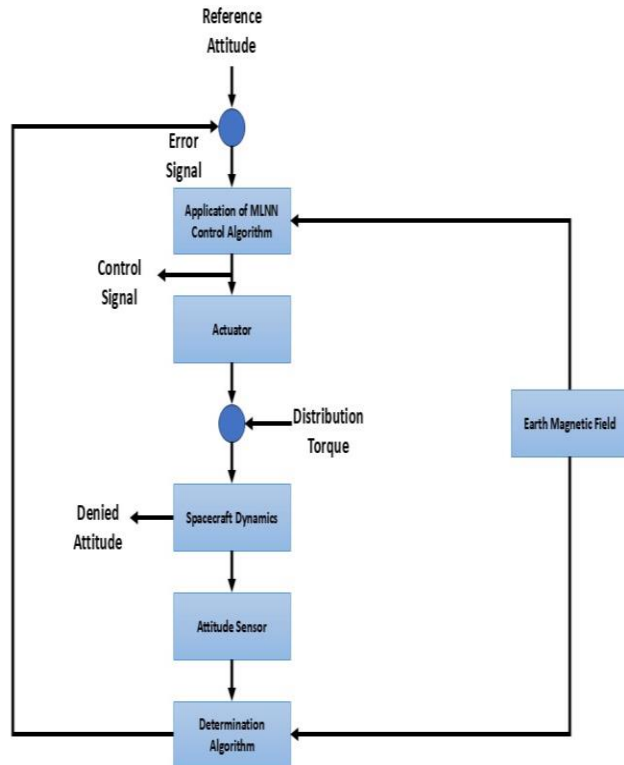 Reference
Attitude
Error
Signal
Application of MLNN
Control Algorithm
Control
Signal
Actuator
Distribution
Torque
Earth Magnetic Field
Denied
Attitude
Spacecraft Dynamics
Attitude Sensor
Determination
Algorithm